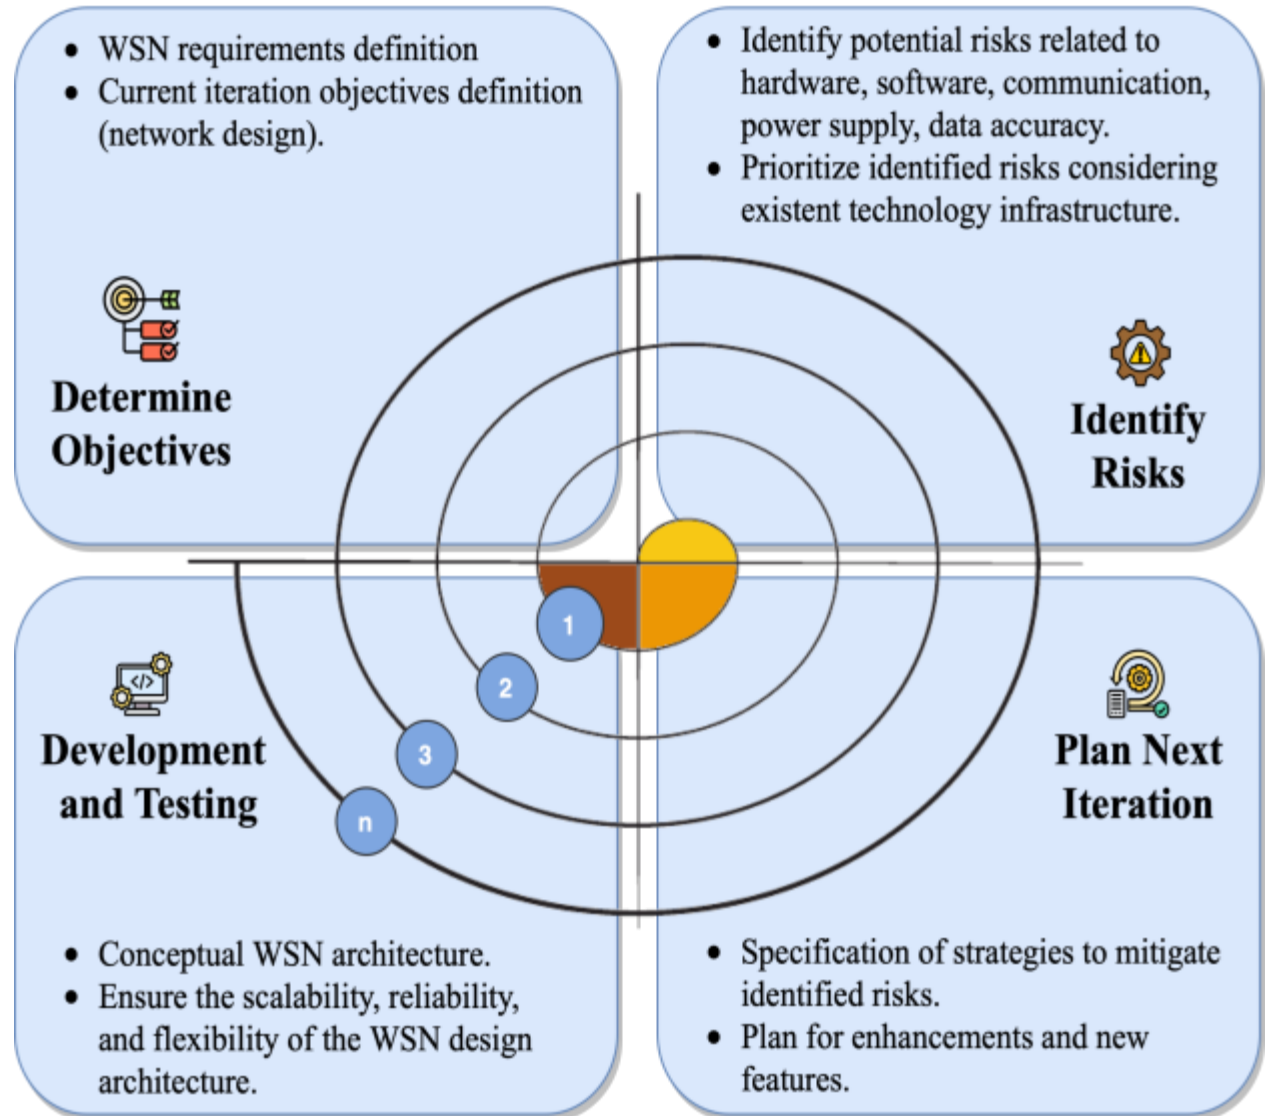 • WSN requirements definition
• Current iteration objectives definition
(network design).
Determine
Objectives
• Identify potential risks related to
hardware, software, communication,
power supply, data accuracy.
• Prioritize identified risks considering
existent technology infrastructure.
Identify
Risks
1
2
3
n
</>
Development
and Testing
• Conceptual WSN architecture.
• Ensure the scalability, reliability,
and flexibility of the WSN design
architecture.
Plan Next
Iteration
• Specification of strategies to mitigate
identified risks.
• Plan for enhancements and new
features.